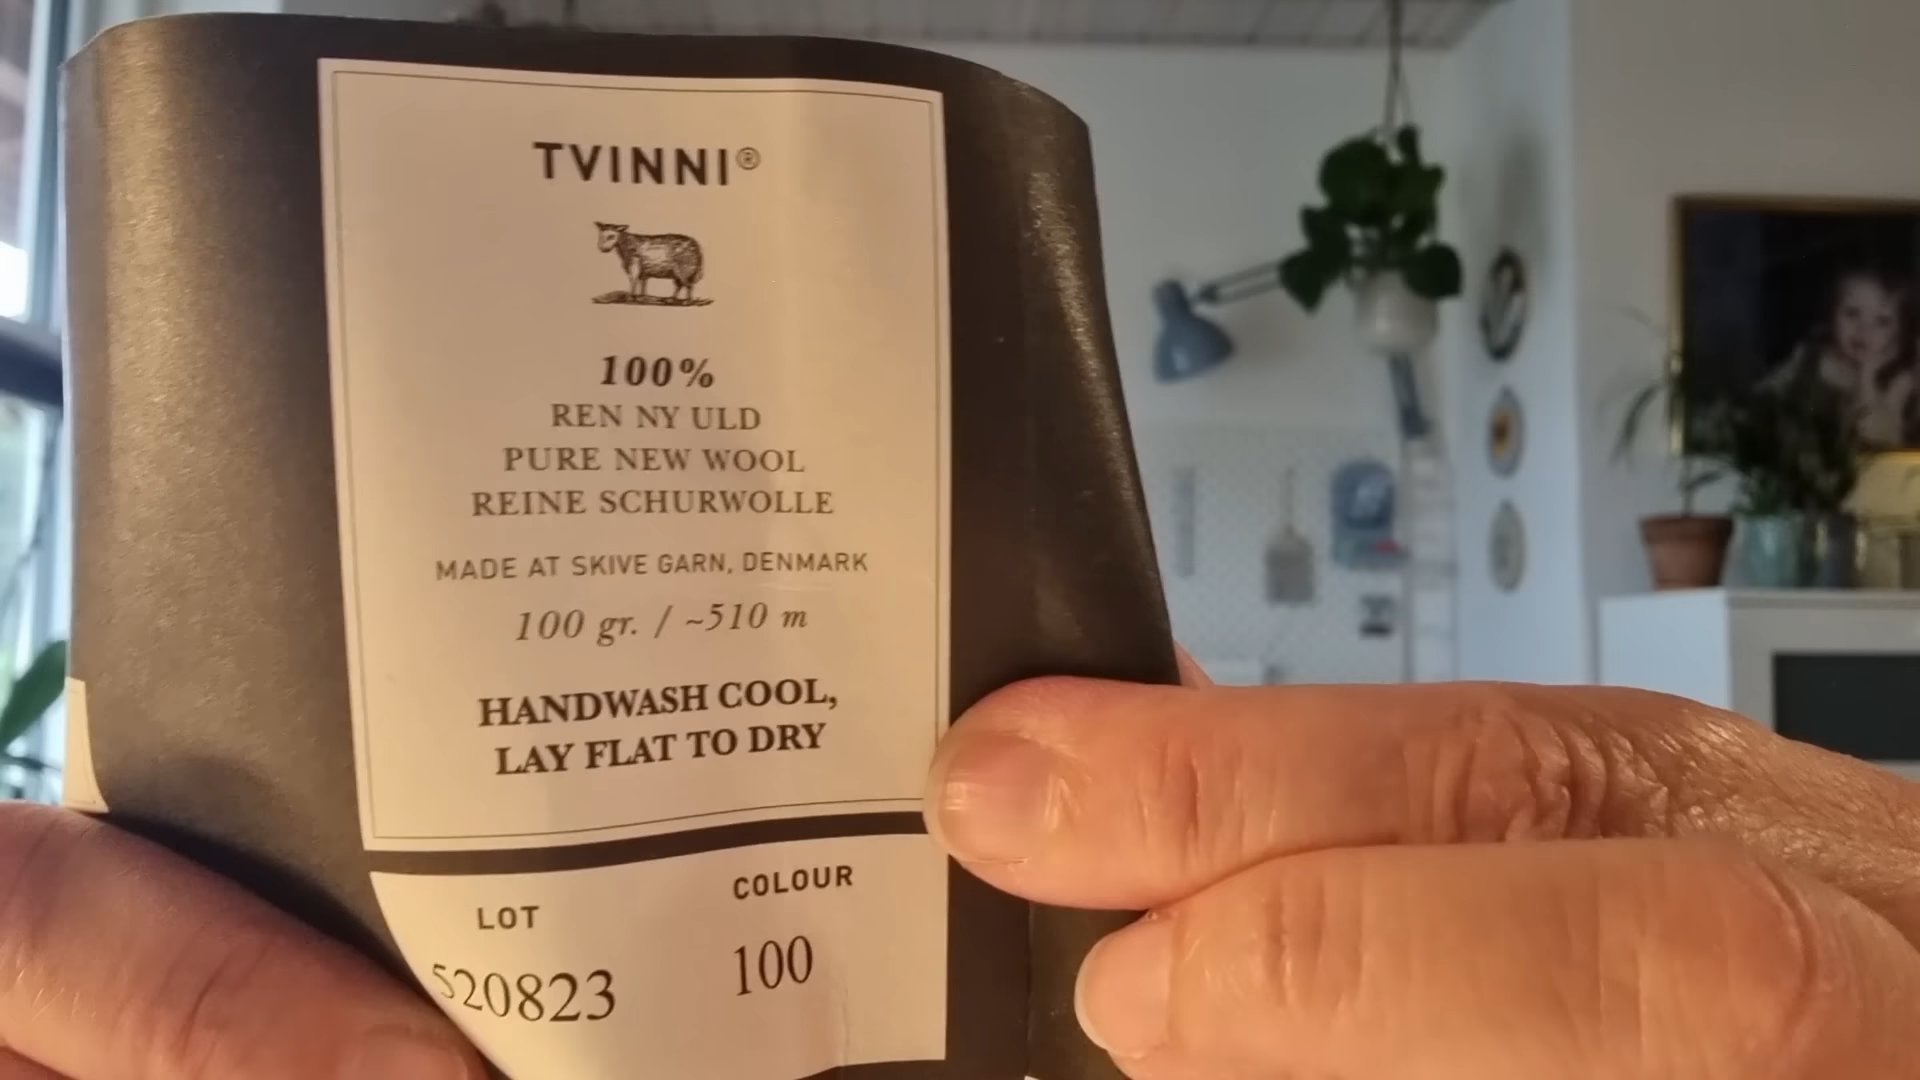 TVINNI®
100%
REN NY ULD
PURE NEW WOOL
REINE SCHURWOLLE
MADE AT SKIVE GARN, DENMARK
100 gr. / ~510 m
HANDWASH COOL,
LAY FLAT TO DRY
LOT COLOUR
520823 100